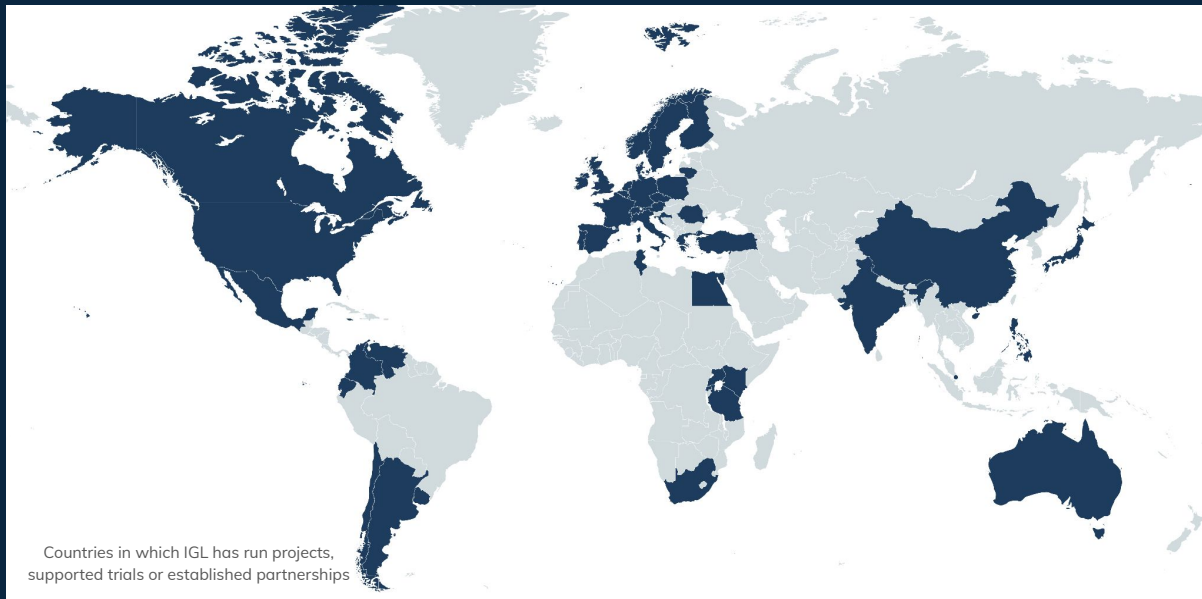 Countries in which IGL has run projects,
supported trials or established partnerships